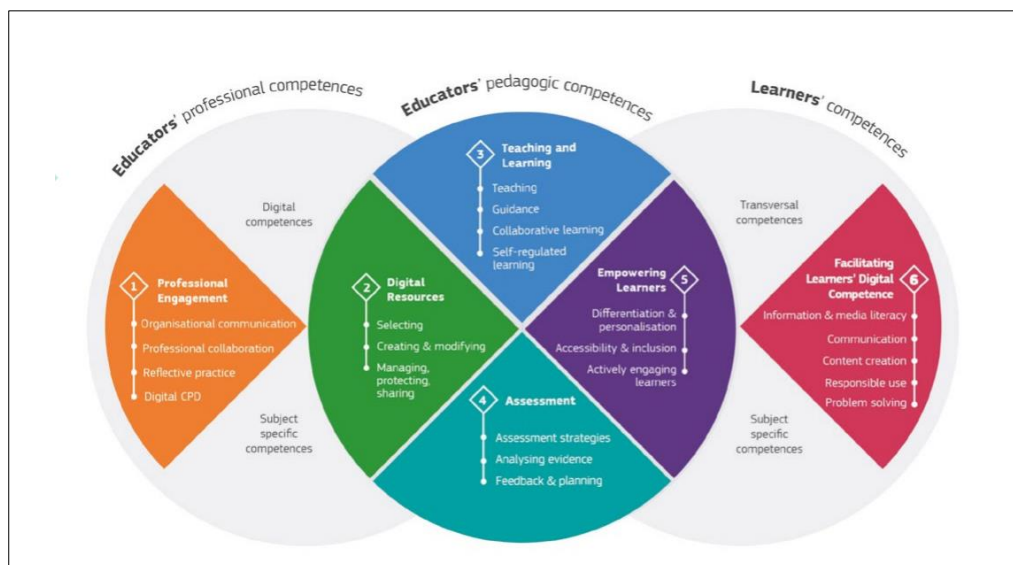 Educators' professional competences
Educators' pedagogic competences
Learners' competences
Digital
competences
Subject
specific
competences
1
Professional
Engagement
Organisational communication
Professional collaboration
Reflective practice
Digital CPD
2
Digital
Resources
Selecting
Creating & modifying
Managing,
protecting,
sharing
3
Teaching and
Learning
Teaching
Guidance
Collaborative learning
Self-regulated
learning
4
Assessment
Assessment strategies
Analysing evidence
Feedback & planning
Empowering
Learners
5
Differentiation &
personalisation
Accessibility & inclusion
Actively engaging
learners
Transversal
competences
Subject
specific
competences
Facilitating
Learners' Digital
Competence
6
Information & media literacy
Communication
Content creation
Responsible use
Problem solving